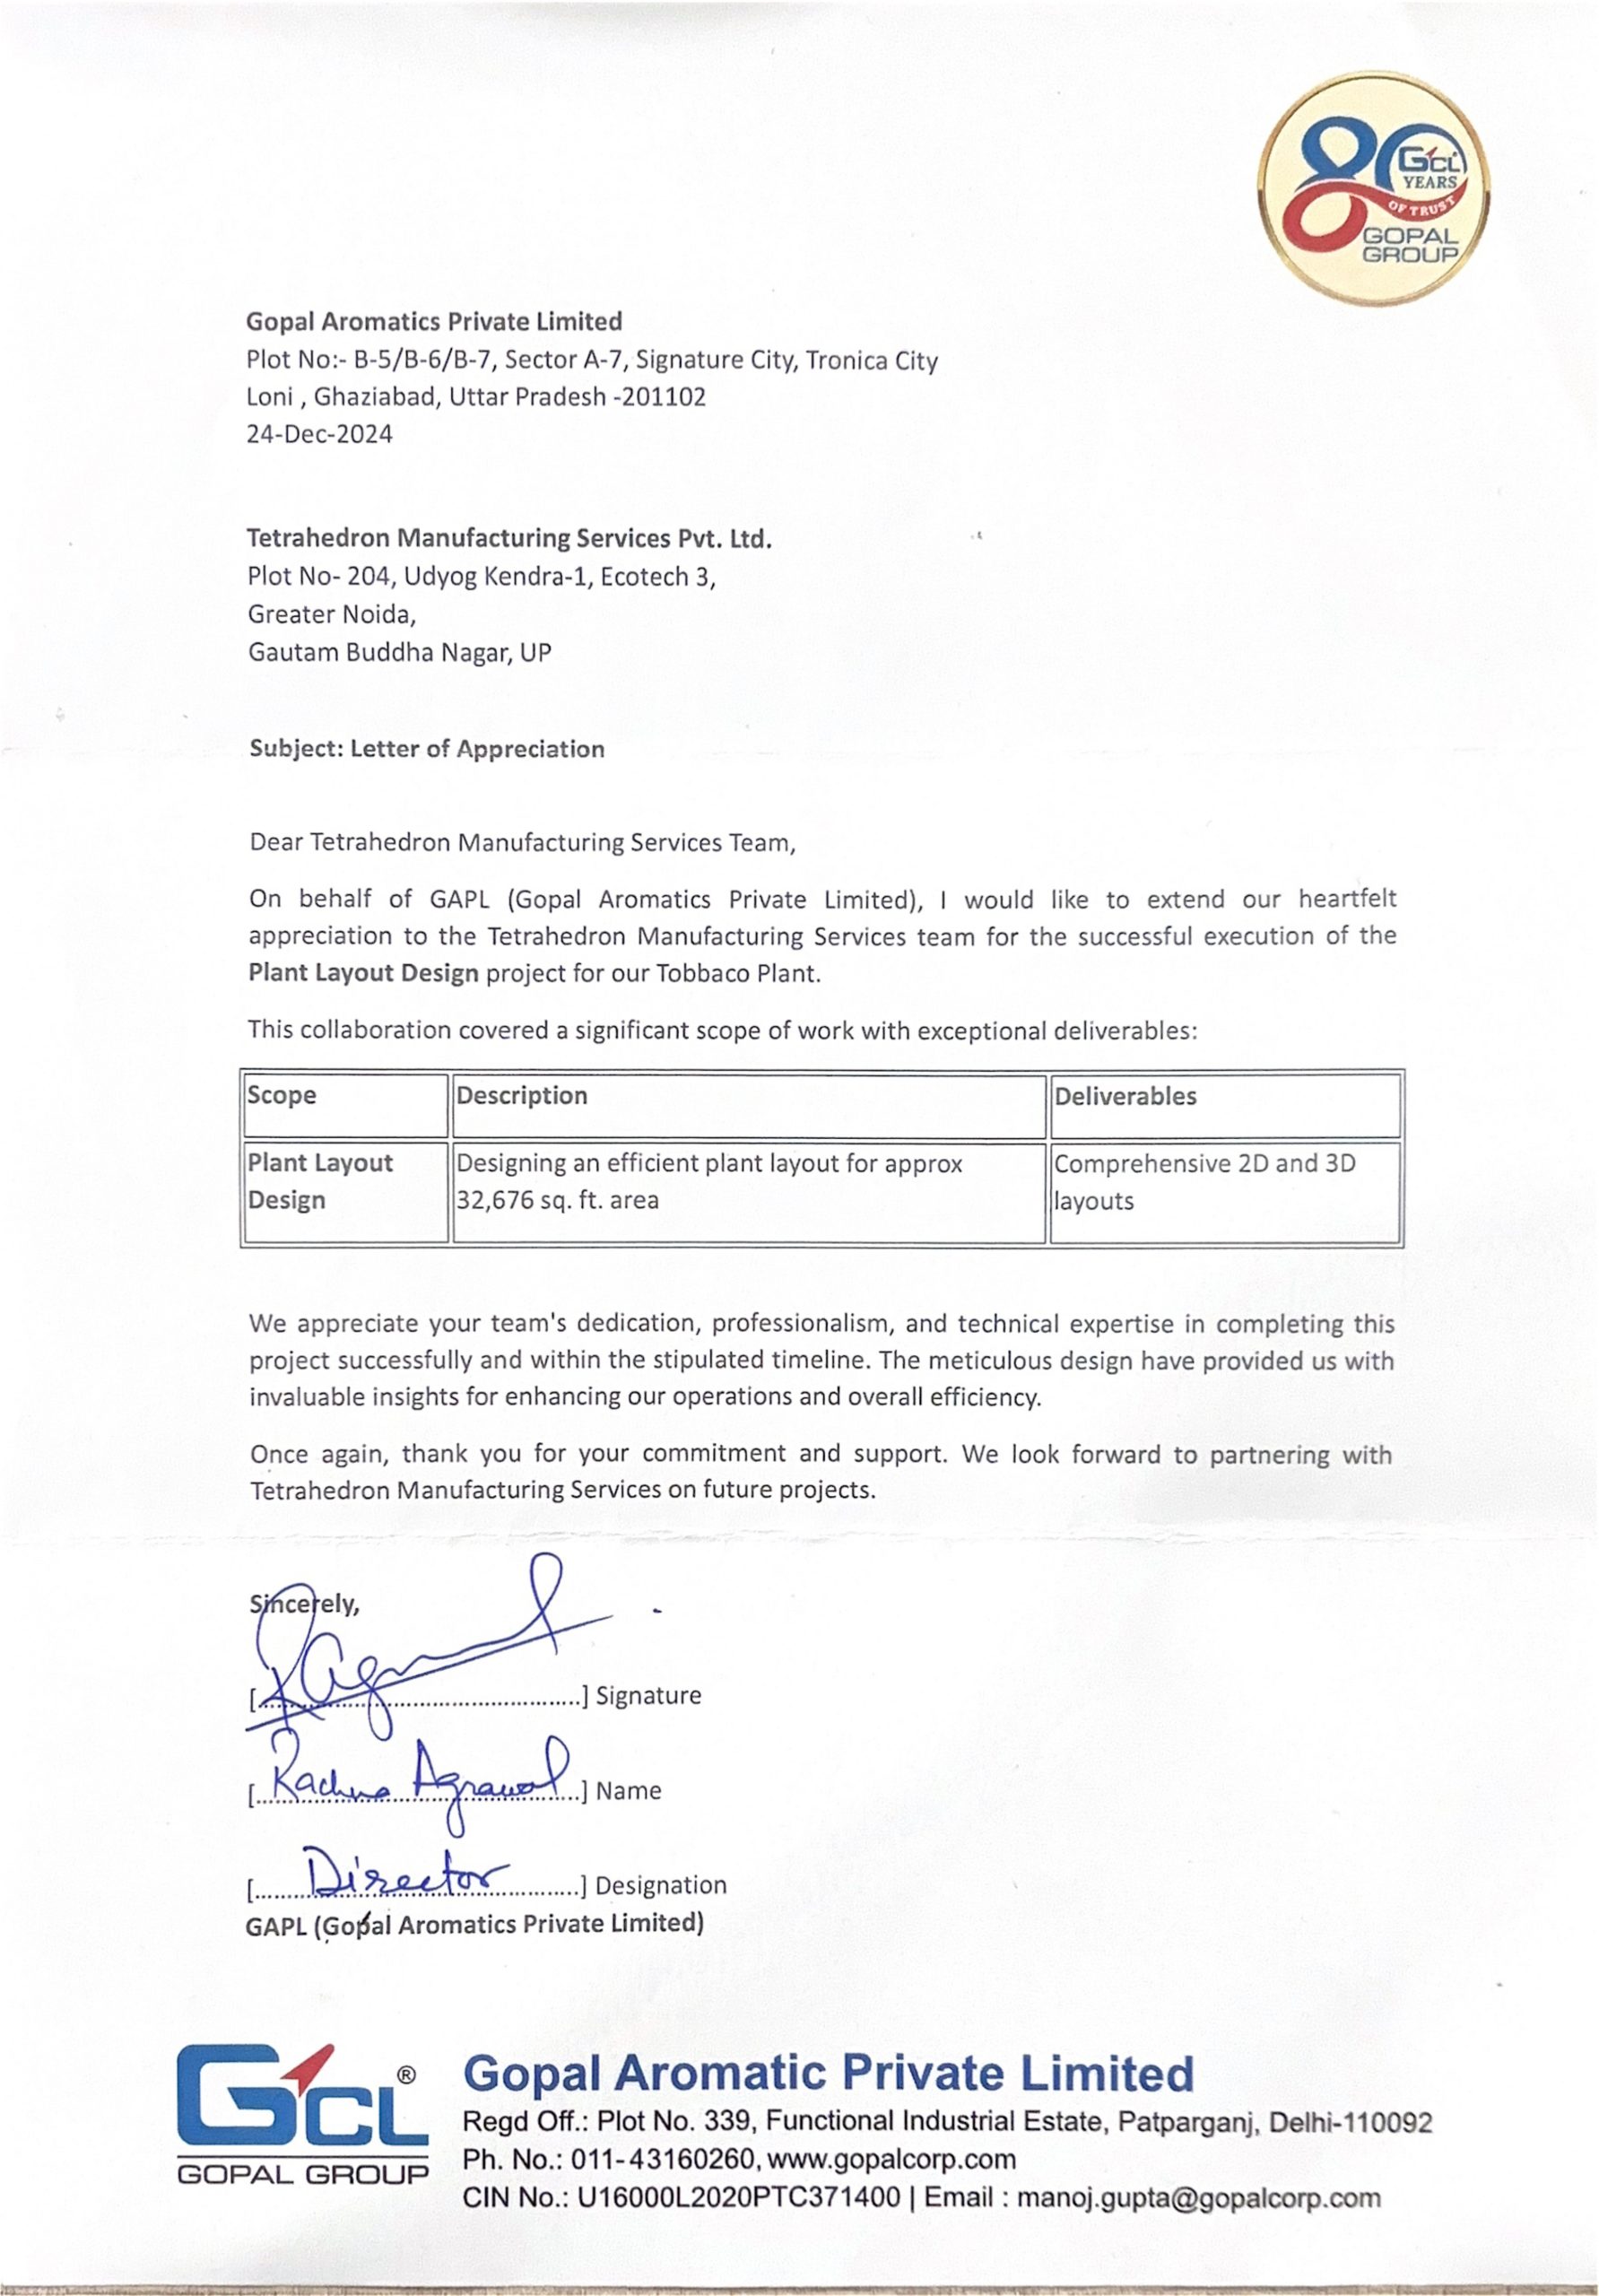 80 GCL
YEARS
OF TRUST
GOPAL
GROUP
Gopal Aromatics Private Limited
Plot No:- B-5/B-6/B-7, Sector A-7, Signature City, Tronica City
Loni , Ghaziabad, Uttar Pradesh -201102
24-Dec-2024
Tetrahedron Manufacturing Services Pvt. Ltd.
Plot No- 204, Udyog Kendra-1, Ecotech 3,
Greater Noida,
Gautam Buddha Nagar, UP
Subject: Letter of Appreciation
Dear Tetrahedron Manufacturing Services Team,
On behalf of GAPL (Gopal Aromatics Private Limited), I would like to extend our heartfelt
appreciation to the Tetrahedron Manufacturing Services team for the successful execution of the
Plant Layout Design project for our Tobbaco Plant.
This collaboration covered a significant scope of work with exceptional deliverables:
Scope Description Deliverables
Plant Layout Designing an efficient plant layout for approx Comprehensive 2D and 3D
Design 32,676 sq. ft. area layouts
We appreciate your team's dedication, professionalism, and technical expertise in completing this
project successfully and within the stipulated timeline. The meticulous design have provided us with
invaluable insights for enhancing our operations and overall efficiency.
Once again, thank you for your commitment and support. We look forward to partnering with
Tetrahedron Manufacturing Services on future projects.
Sincerely,
RAgrawal
[..........] Signature
[Rachna Agrawal] Name
[Director] Designation
GAPL (Gopal Aromatics Private Limited)
GCL ®
GOPAL GROUP
Gopal Aromatic Private Limited
Regd Off.: Plot No. 339, Functional Industrial Estate, Patparganj, Delhi-110092
Ph. No.: 011-43160260, www.gopalcorp.com
CIN No.: U16000L2020PTC371400 | Email : manoj.gupta@gopalcorp.com